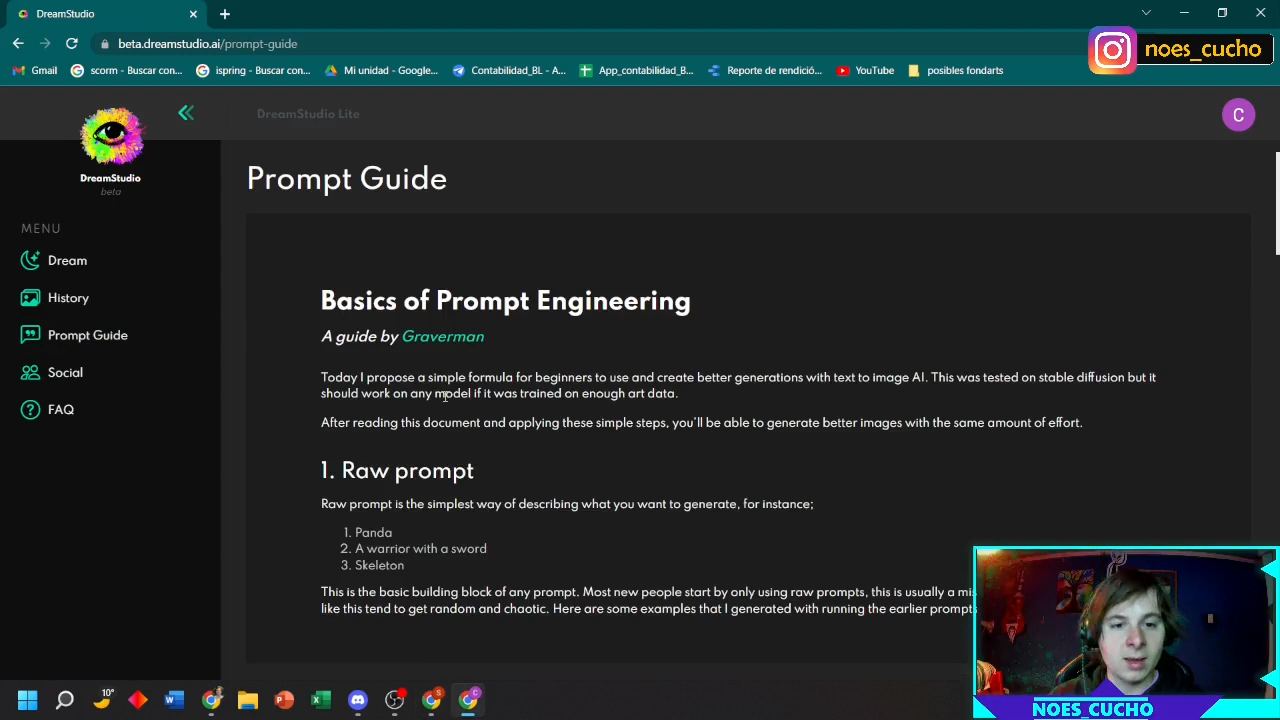 DreamStudio
beta.dreamstudio.ai/prompt-guide
noes_cucho
Gmail
scorm - Buscar con...
ispring - Buscar con...
Mi unidad - Google...
Contabilidad_BL - A...
App_contabilidad_B...
Reporte de rendició...
YouTube
posibles fondarts
DreamStudio Lite
C
DreamStudio
beta
Prompt Guide
MENU
Dream
History
Prompt Guide
Social
FAQ
Basics of Prompt Engineering
A guide by Graverman
Today I propose a simple formula for beginners to use and create better generations with text to image AI. This was tested on stable diffusion but it
should work on any model if it was trained on enough art data.
After reading this document and applying these simple steps, you'll be able to generate better images with the same amount of effort.
1. Raw prompt
Raw prompt is the simplest way of describing what you want to generate, for instance;
1. Panda
2. A warrior with a sword
3. Skeleton
This is the basic building block of any prompt. Most new people start by only using raw prompts, this is usually a mi
like this tend to get random and chaotic. Here are some examples that I generated with running the earlier prompts
10°
NOES_CUCHO